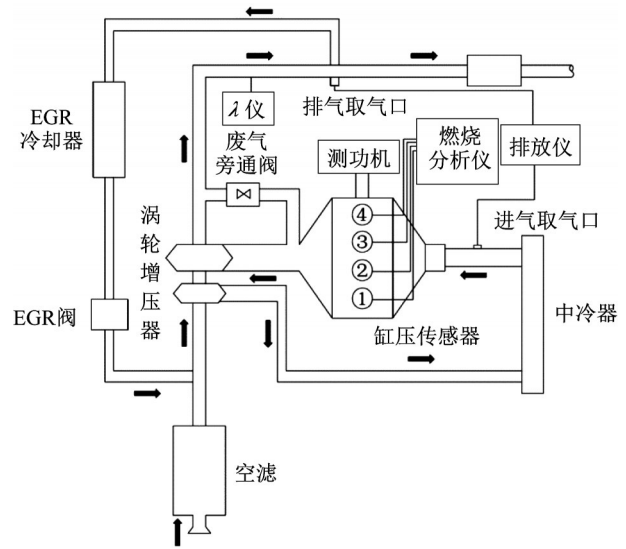 EGR
冷却器
λ仪
排气取气口
废气
旁通阀
测功机
燃烧
分析仪
排放仪
进气取气口
④
③
②
①
涡轮增压器
EGR阀
缸压传感器
中冷器
空滤